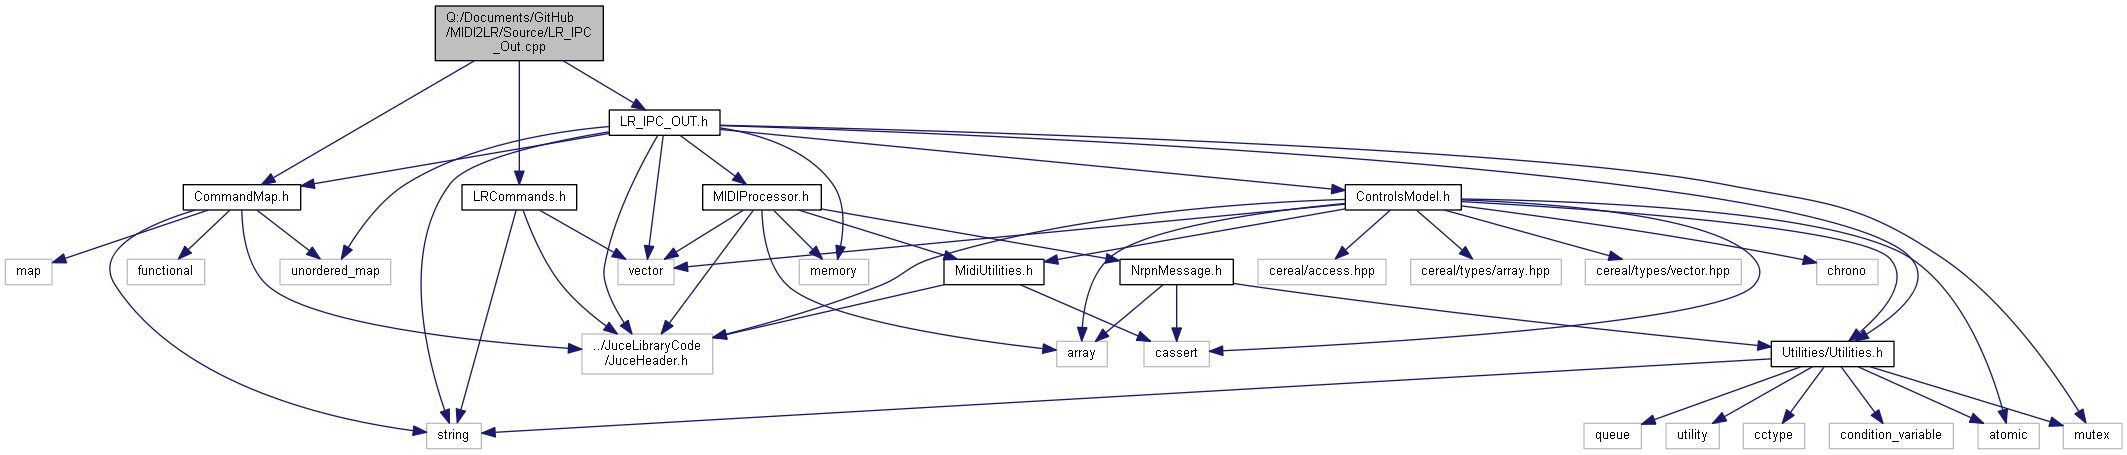 Q:/Documents/GitHub
/MIDI2LR/Source/LR_IPC
_Out.cpp
LR_IPC_OUT.h
CommandMap.h
LRCommands.h
MIDIProcessor.h
ControlsModel.h
map
functional
unordered_map
vector
memory
MidiUtilities.h
NrpnMessage.h
cereal/access.hpp
cereal/types/array.hpp
cereal/types/vector.hpp
chrono
../JuceLibraryCode
/JuceHeader.h
array
cassert
Utilities/Utilities.h
string
queue
utility
cctype
condition_variable
atomic
mutex